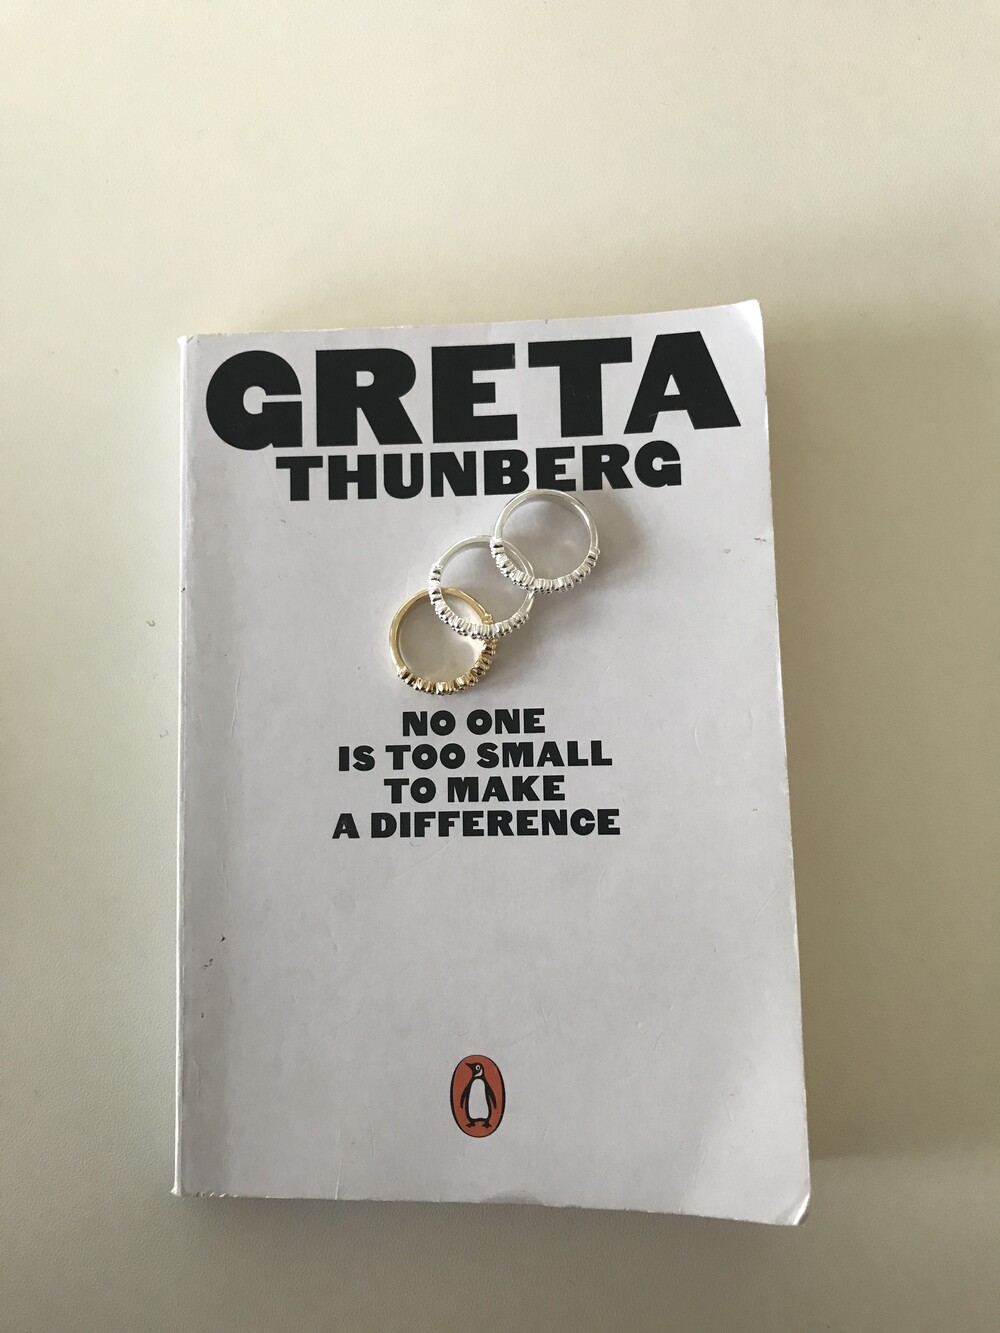 GRETA
THUNBERG
NO ONE
IS TOO SMALL
TO MAKE
A DIFFERENCE